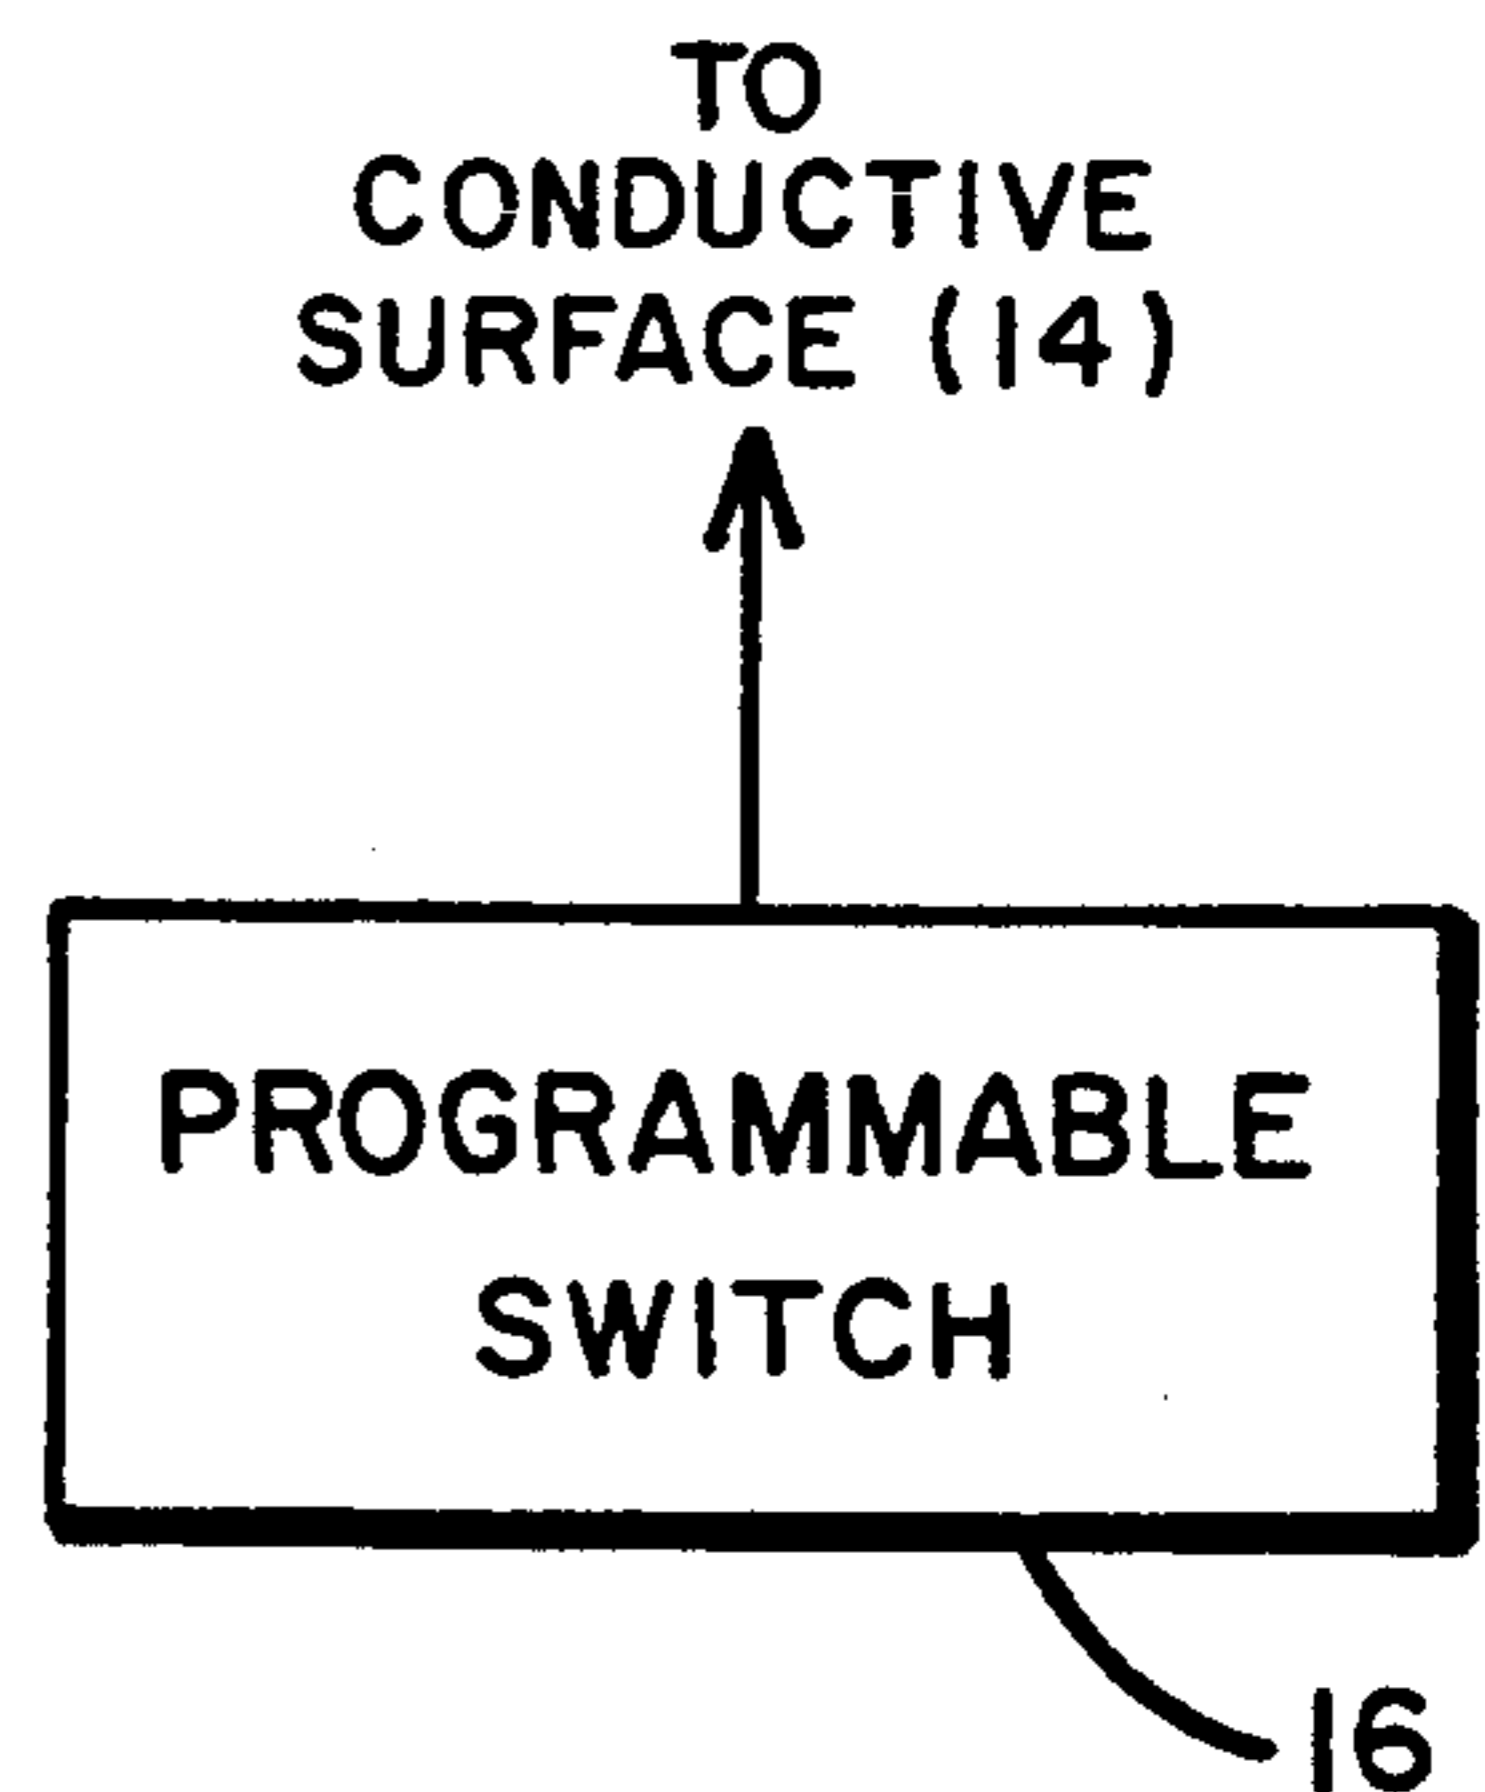 TO
CONDUCTIVE
SURFACE (14)
PROGRAMMABLE
SWITCH
16